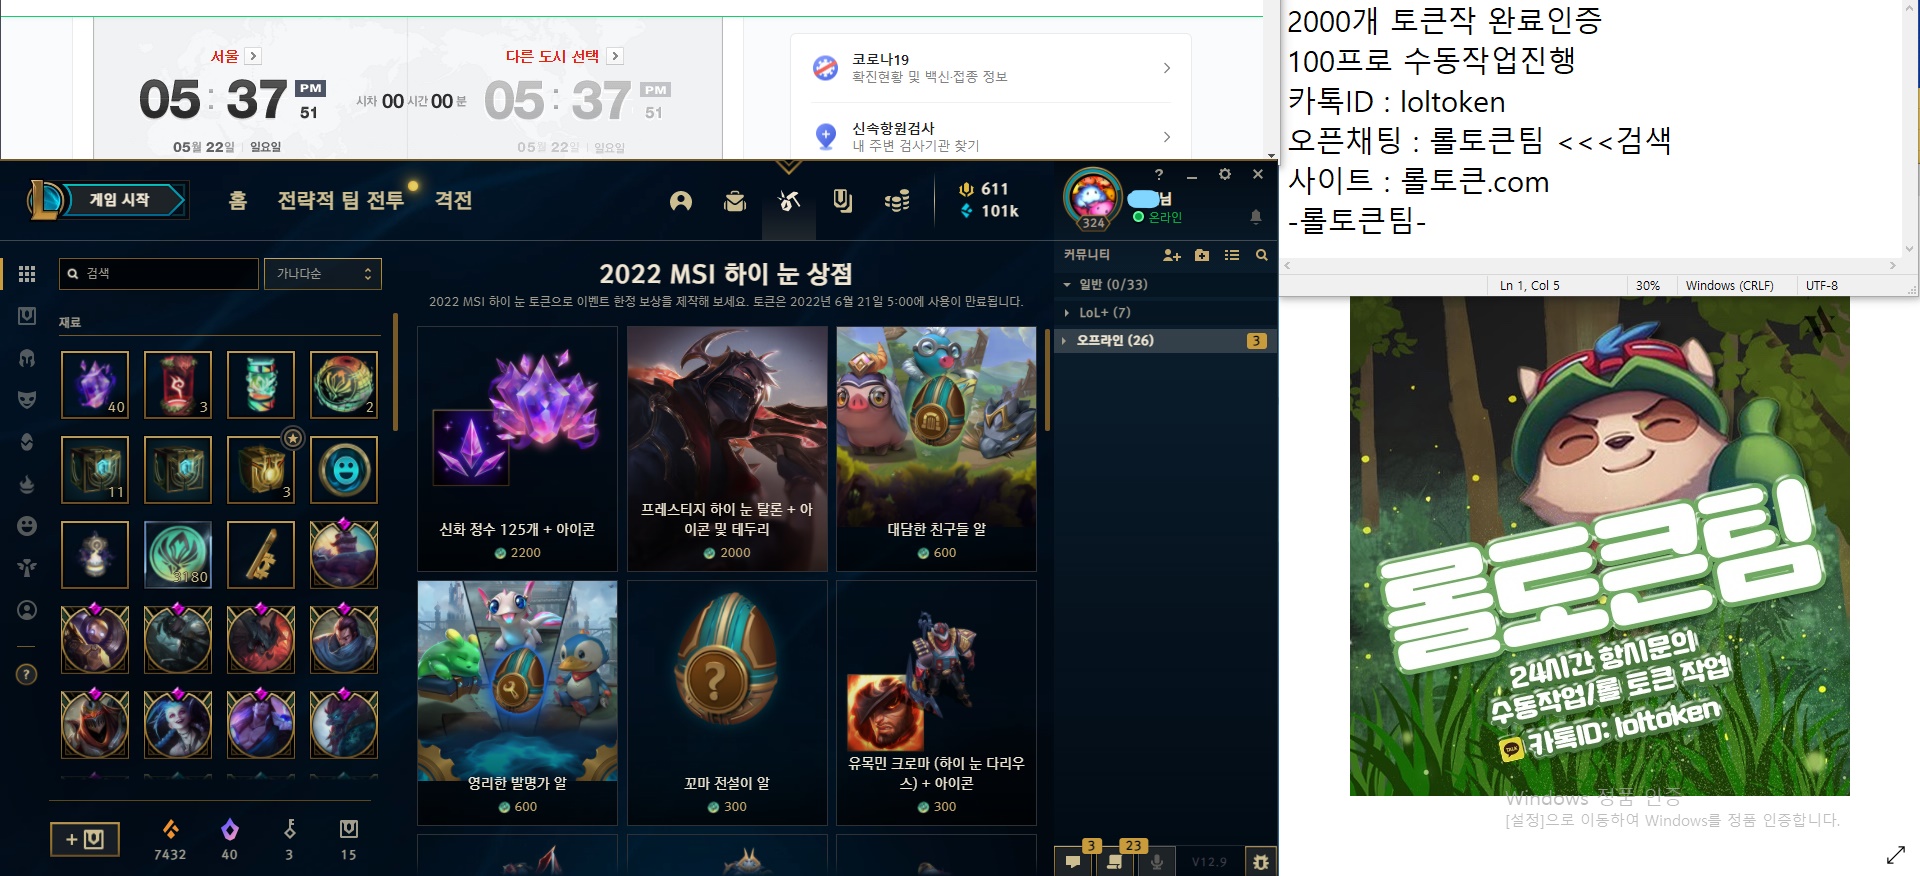 서울
05:37 PM 51
05월 22일 일요일
시차 00 시간 00 분
다른 도시 선택
05:37 PM 51
05월 22일 일요일
코로나19
확진현황 및 백신·접종 정보
신속항원검사
내 주변 검사기관 찾기
2000개 토큰작 완료인증
100프로 수동작업진행
카톡ID : loltoken
오픈채팅 : 롤토큰팀 <<<검색
사이트 : 롤토큰.com
-롤토큰팀-
Ln 1, Col 5
30%
Windows (CRLF)
UTF-8
게임 시작
홈
전략적 팀 전투
격전
611
101k
324
님
온라인
커뮤니티
일반 (0/33)
LoL+ (7)
오프라인 (26)
3
검색
가나다순
재료
40
3
2
11
3
3180
7432
40
3
15
2022 MSI 하이 눈 상점
2022 MSI 하이 눈 토큰으로 이벤트 한정 보상을 제작해 보세요. 토큰은 2022년 6월 21일 5:00에 사용이 만료됩니다.
신화 정수 125개 + 아이콘
2200
프레스티지 하이 눈 탈론 + 아
이콘 및 테두리
2000
대담한 친구들 알
600
영리한 발명가 알
600
꼬마 전설이 알
300
유목민 크로마 (하이 눈 다리우
스) + 아이콘
300
3
23
V12.9
롤토큰팀
24시간 항시문의
수동작업/롤 토큰 작업
TALK
카톡ID: loltoken
Windows 정품 인증
[설정]으로 이동하여 Windows를 정품 인증합니다.